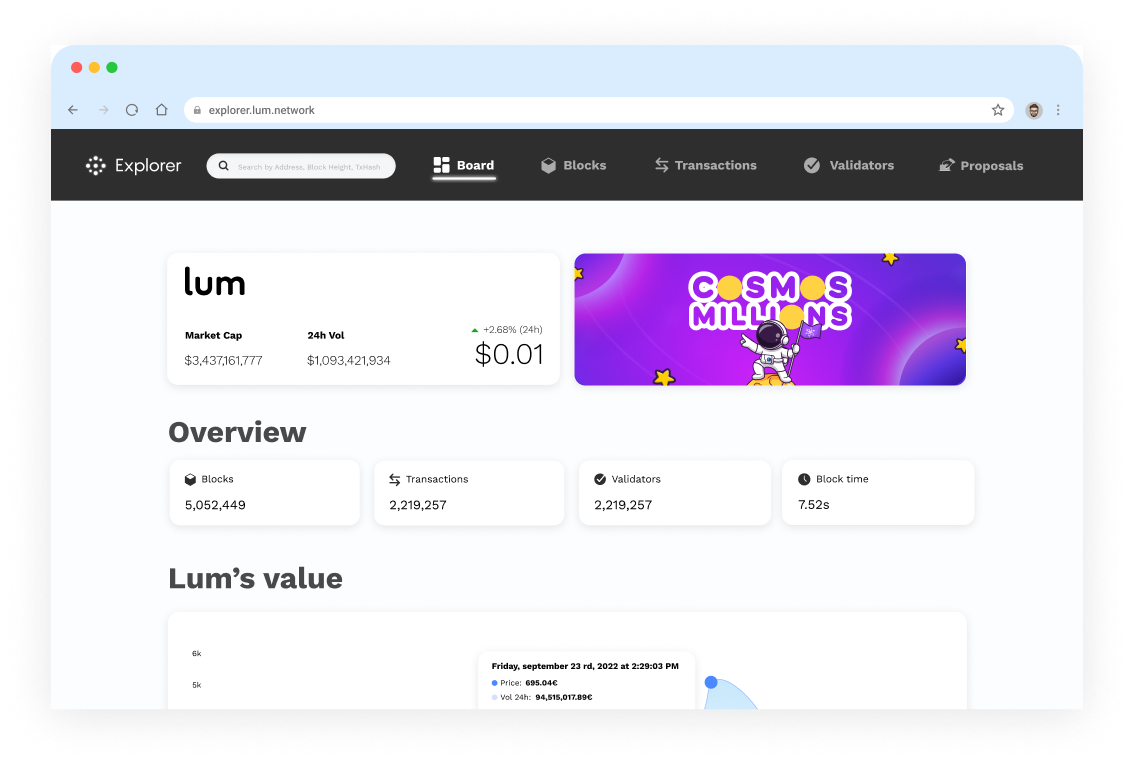 explorer.lum.network
Explorer
Search by Address, Block Height, TxHash
Board
Blocks
Transactions
Validators
Proposals
lum
Market Cap
$3,437,161,777
24h Vol
$1,093,421,934
+2.68% (24h)
$0.01
COSMOS
MILLIONS
Overview
Blocks
5,052,449
Transactions
2,219,257
Validators
2,219,257
Block time
7.52s
Lum’s value
6k
5k
Friday, september 23 rd, 2022 at 2:29:03 PM
Price: 695.04€
Vol 24h: 94,515,017.89€